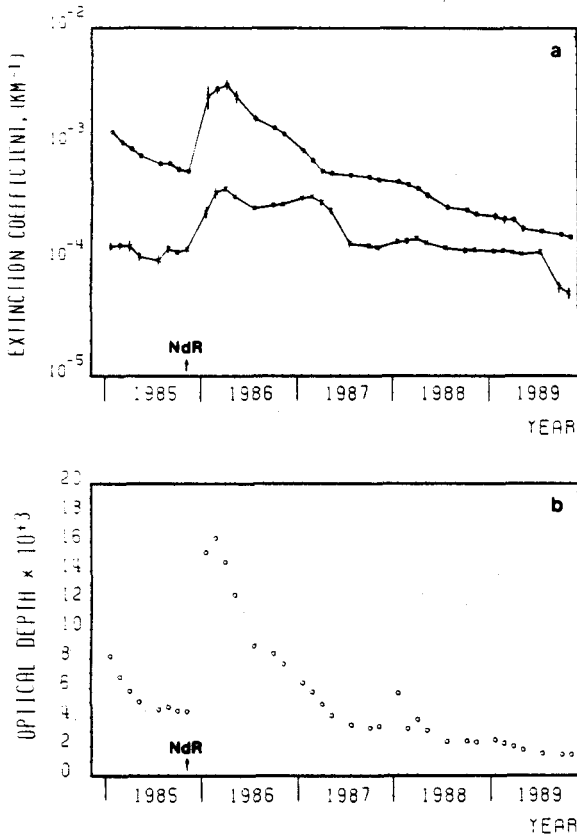 a
EXTINCTION COEFFICIENT, (KM⁻¹)
10⁻²
10⁻³
10⁻⁴
10⁻⁵
NdR
1985 1986 1987 1988 1989
YEAR
b
OPTICAL DEPTH * 10*3
20
18
16
14
12
10
8
6
4
2
0
NdR
1985 1986 1987 1988 1989
YEAR